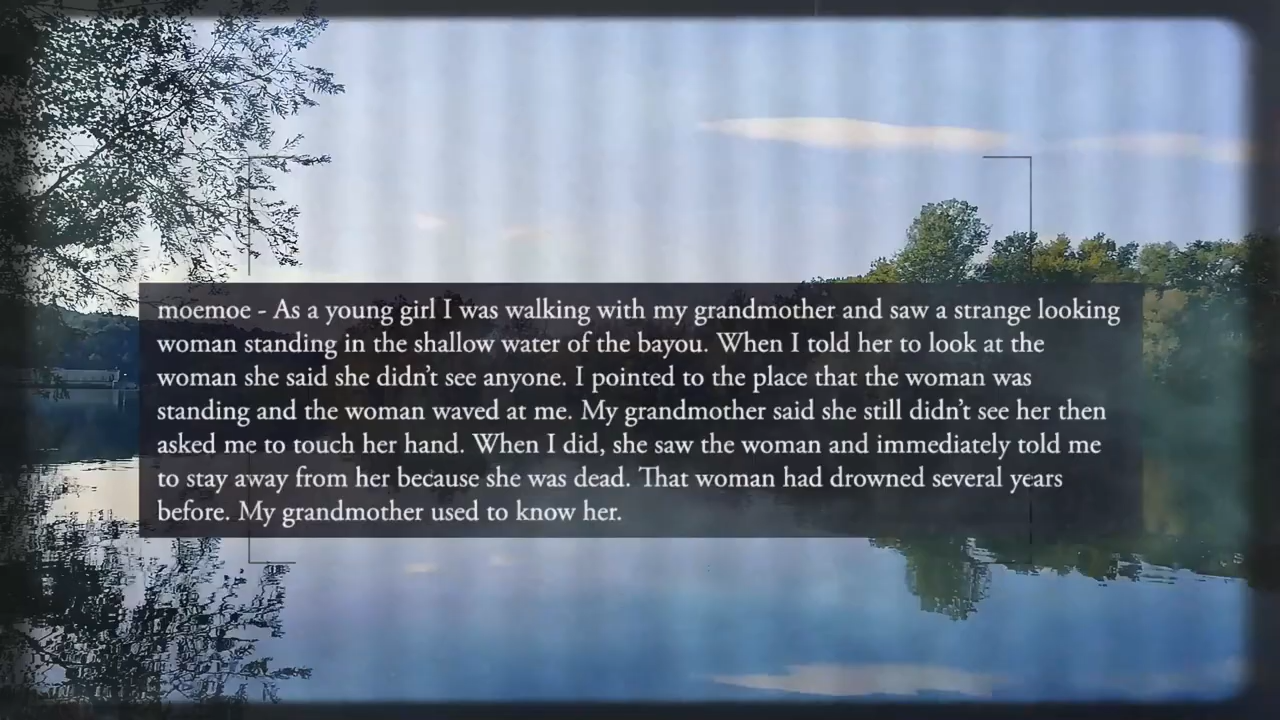 moemoe - As a young girl I was walking with my grandmother and saw a strange looking
woman standing in the shallow water of the bayou. When I told her to look at the
woman she said she didn't see anyone. I pointed to the place that the woman was
standing and the woman waved at me. My grandmother said she still didn't see her then
asked me to touch her hand. When I did, she saw the woman and immediately told me
to stay away from her because she was dead. That woman had drowned several years
before. My grandmother used to know her.